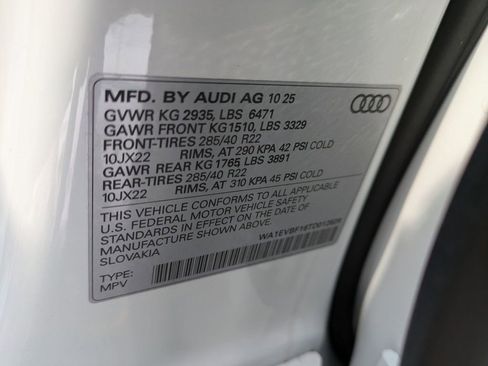 MFD. BY AUDI AG 10 25
GVWR KG 2935, LBS 6471
GAWR FRONT KG1510, LBS 3329
FRONT-TIRES 285/40 R22
10JX22 RIMS, AT 290 KPA 42 PSI COLD
GAWR REAR KG 1765 LBS 3891
REAR-TIRES 285/40 R22
10JX22 RIMS, AT 310 KPA 45 PSI COLD
THIS VEHICLE CONFORMS TO ALL APPLICABLE
U.S. FEDERAL MOTOR VEHICLE SAFETY STANDARDS
IN EFFECT ON THE DATE OF
MANUFACTURE SHOWN ABOVE.
SLOVAKIA
TYPE:
MPV